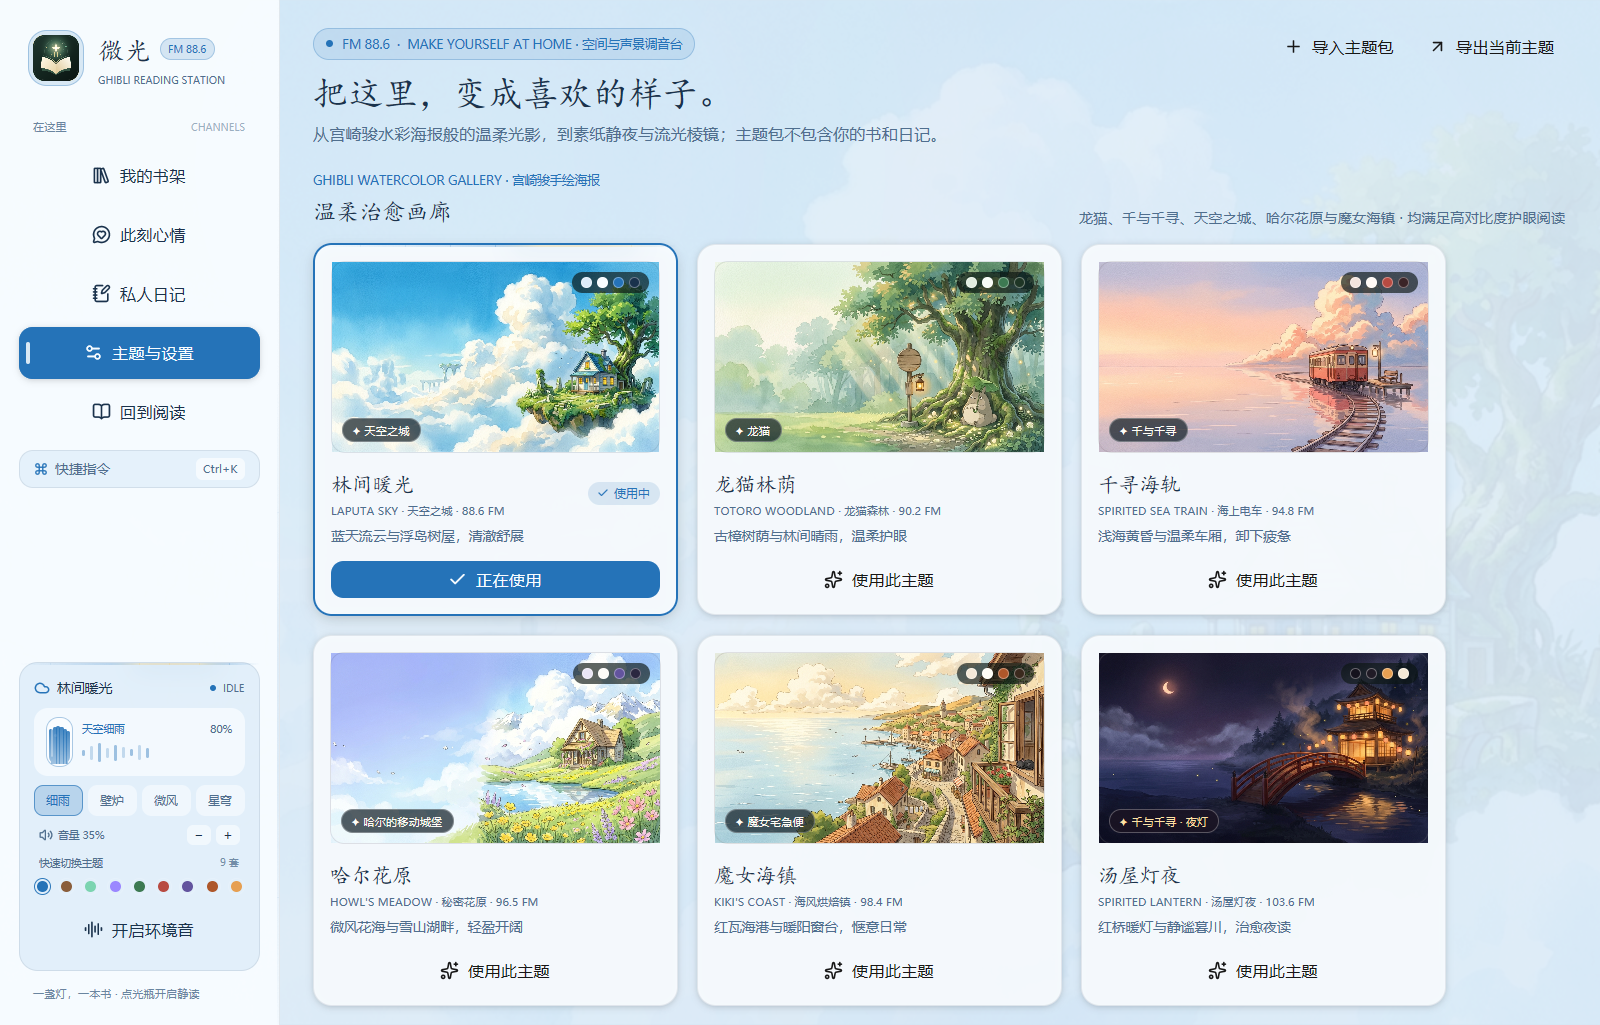 微光 FM 88.6
GHIBLI READING STATION
在这里 CHANNELS
我的书架
此刻心情
私人日记
主题与设置
回到阅读
快捷指令 Ctrl+K
林间暖光 IDLE
天空细雨 80%
细雨 壁炉 微风 星穹
音量 35% − +
快速切换主题 9 套
开启环境音
一盏灯，一本书 · 点光瓶开启静读
FM 88.6 · MAKE YOURSELF AT HOME · 空间与声景调音台
导入主题包 导出当前主题
把这里，变成喜欢的样子。
从宫崎骏水彩海报般的温柔光影，到素纸静夜与流光棱镜；主题包不包含你的书和日记。
GHIBLI WATERCOLOR GALLERY · 宫崎骏手绘海报
温柔治愈画廊
龙猫、千与千寻、天空之城、哈尔花原与魔女海镇 · 均满足高对比度护眼阅读
天空之城
林间暖光 使用中
LAPUTA SKY · 天空之城 · 88.6 FM
蓝天流云与浮岛树屋，清澈舒展
正在使用
龙猫
龙猫林荫
TOTORO WOODLAND · 龙猫森林 · 90.2 FM
古樟树荫与林间晴雨，温柔护眼
使用此主题
千与千寻
千寻海轨
SPIRITED SEA TRAIN · 海上电车 · 94.8 FM
浅海黄昏与温柔车厢，卸下疲惫
使用此主题
哈尔的移动城堡
哈尔花原
HOWL'S MEADOW · 秘密花原 · 96.5 FM
微风花海与雪山湖畔，轻盈开阔
使用此主题
魔女宅急便
魔女海镇
KIKI'S COAST · 海风烘焙镇 · 98.4 FM
红瓦海港与暖阳窗台，惬意日常
使用此主题
千与千寻 · 夜灯
汤屋灯夜
SPIRITED LANTERN · 汤屋灯夜 · 103.6 FM
红桥暖灯与静谧暮川，治愈夜读
使用此主题